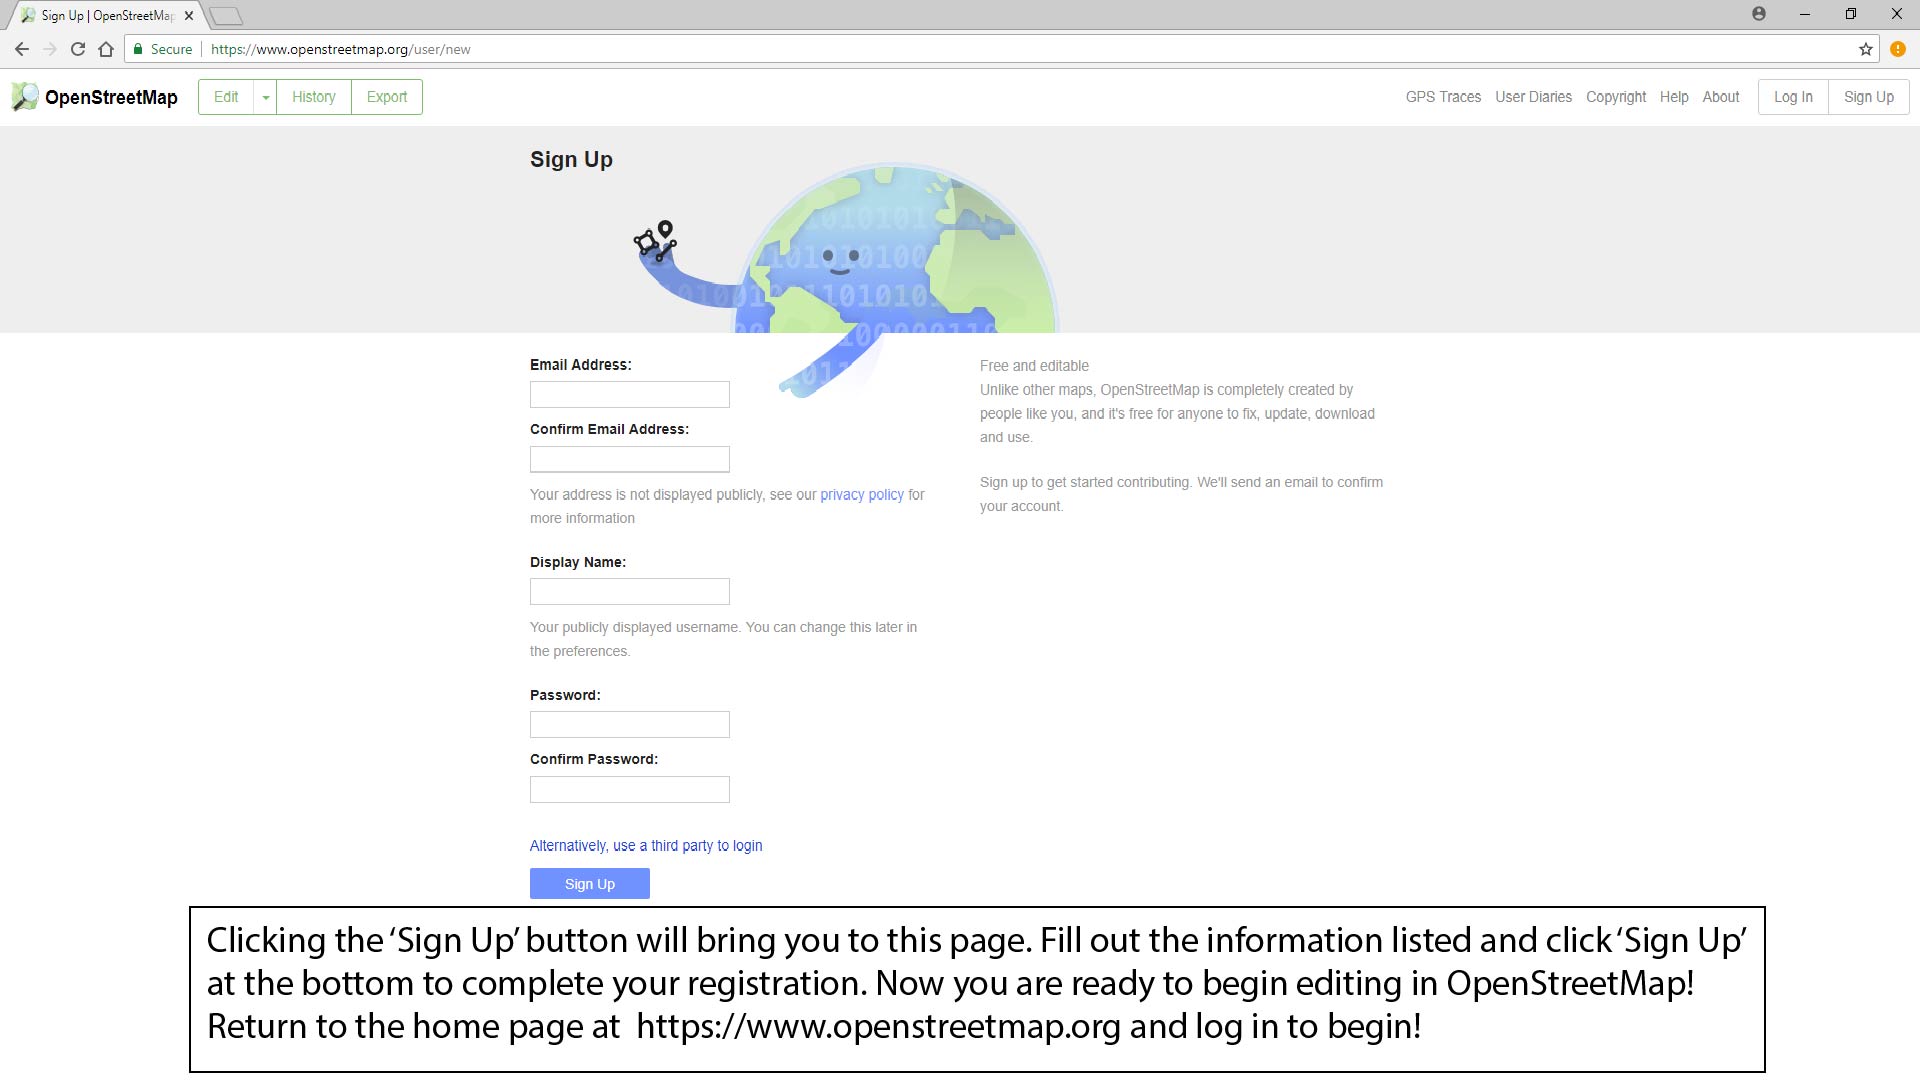 Sign Up | OpenStreetMap
Secure
https://www.openstreetmap.org/user/new
OpenStreetMap
Edit
History
Export
GPS Traces
User Diaries
Copyright
Help
About
Log In
Sign Up
Sign Up
Email Address:
Confirm Email Address:
Your address is not displayed publicly, see our privacy policy for
more information
Display Name:
Your publicly displayed username. You can change this later in
the preferences.
Password:
Confirm Password:
Alternatively, use a third party to login
Sign Up
Free and editable
Unlike other maps, OpenStreetMap is completely created by
people like you, and it's free for anyone to fix, update, download
and use.
Sign up to get started contributing. We'll send an email to confirm
your account.
Clicking the ‘Sign Up’ button will bring you to this page. Fill out the information listed and click ‘Sign Up’
at the bottom to complete your registration. Now you are ready to begin editing in OpenStreetMap!
Return to the home page at  https://www.openstreetmap.org and log in to begin!